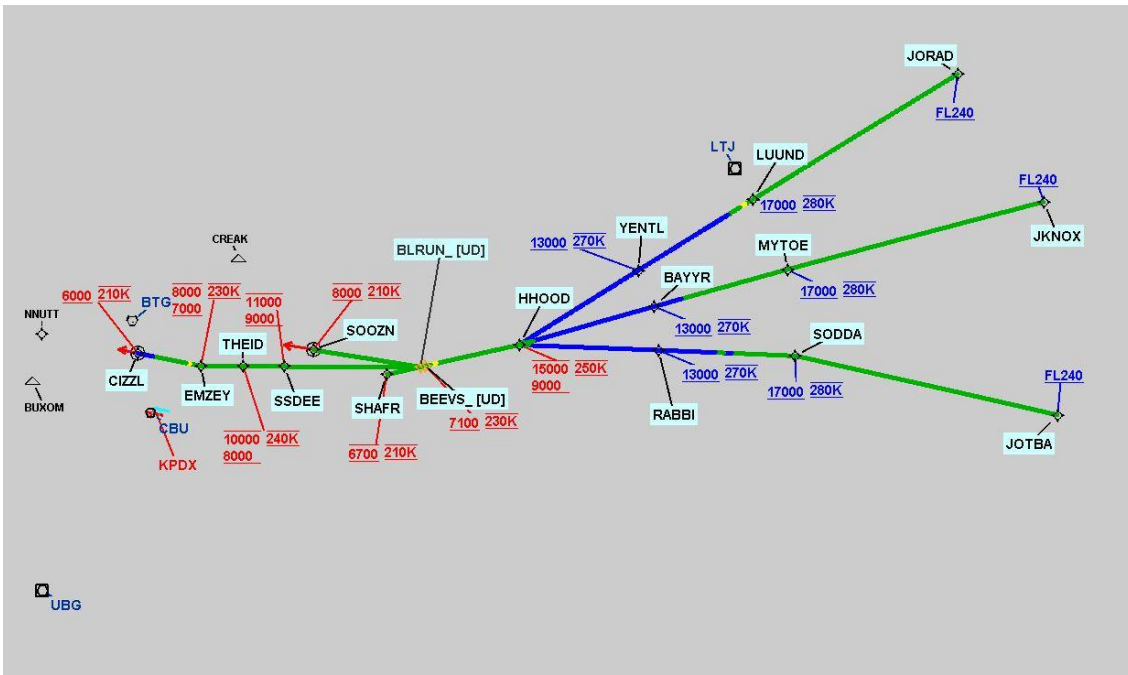 JORAD
FL240
LTJ
LUUND
17000 280K
FL240
JKNOX
YENTL
13000 270K
MYTOE
17000 280K
CREAK
BLRUN_ [UD]
BAYYR
13000 270K
6000 210K
BTG
8000 230K
7000
11000
9000
8000 210K
SOOZN
HHOOD
15000 250K
9000
NNUTT
THEID
SODDA
17000 280K
13000 270K
RABBI
FL240
JOTBA
CIZZL
EMZEY
SSDEE
SHAFR
BEEVS_ [UD]
7100 230K
BUXOM
CBU
KPDX
10000 240K
8000
6700 210K
UBG